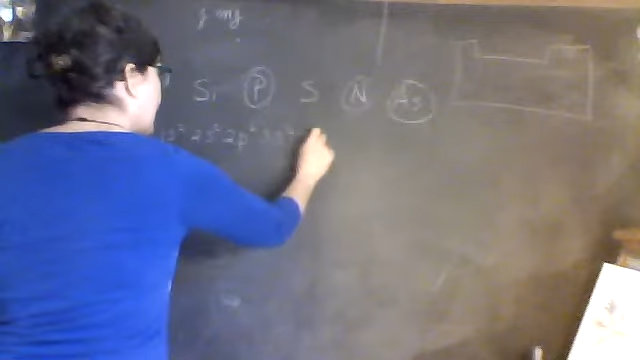 Si P S N As
1s² 2s² 2p⁶ 3s²